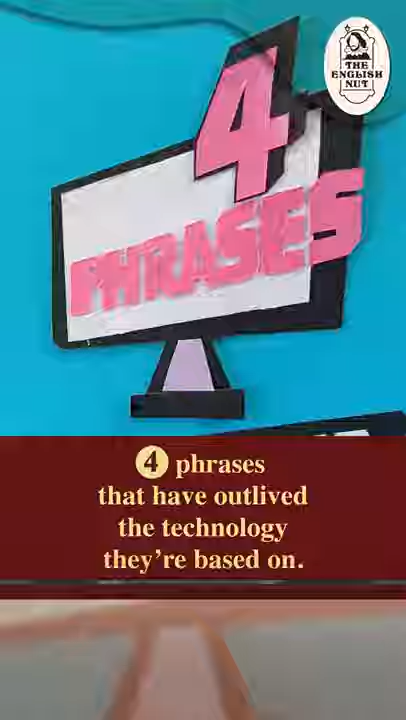 4
THE
ENGLISH
NUT
PHRASES
4 phrases
that have outlived
the technology
they're based on.